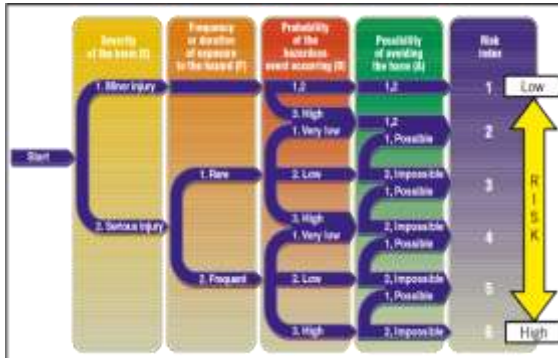 Severity
of the harm (S)
Frequency
or duration
of exposure
to the hazard (F)
Probability
of the
hazardous
event occurring (O)
Possibility
of avoiding
the harm (A)
Risk
index
Start
1. Minor injury
2. Serious injury
1. Rare
2. Frequent
1,2
3. High
1. Very low
2. Low
3. High
1. Very low
2. Low
3. High
1,2
1,2
1, Possible
2, Impossible
1, Possible
2, Impossible
1, Possible
2, Impossible
1, Possible
2, Impossible
1
2
3
4
5
6
Low
RISK
High